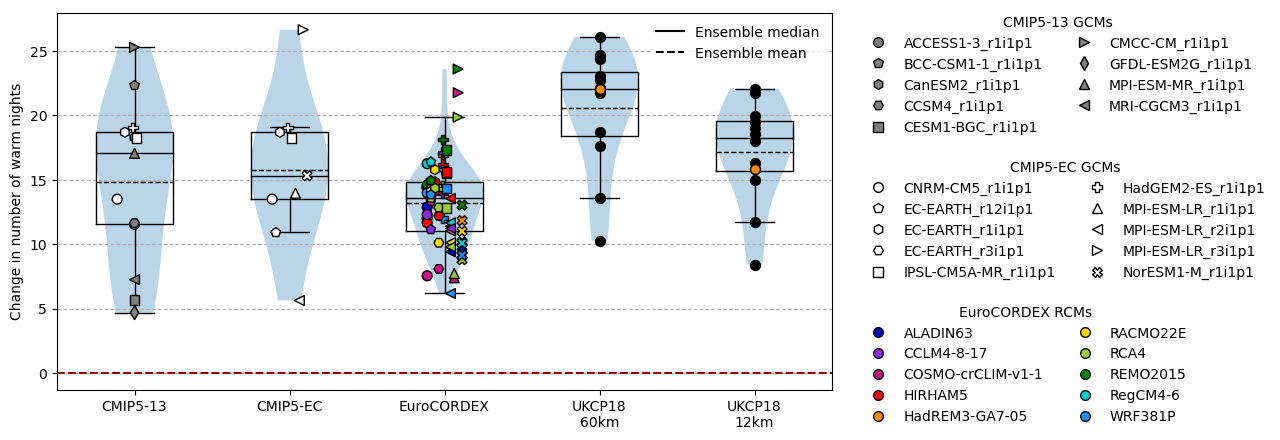 Change in number of warm nights
25
20
15
10
5
0
Ensemble median
Ensemble mean
CMIP5-13
CMIP5-EC
EuroCORDEX
UKCP18
60km
UKCP18
12km
CMIP5-13 GCMs
ACCESS1-3_r1i1p1
BCC-CSM1-1_r1i1p1
CanESM2_r1i1p1
CCSM4_r1i1p1
CESM1-BGC_r1i1p1
CMCC-CM_r1i1p1
GFDL-ESM2G_r1i1p1
MPI-ESM-MR_r1i1p1
MRI-CGCM3_r1i1p1
CMIP5-EC GCMs
CNRM-CM5_r1i1p1
EC-EARTH_r12i1p1
EC-EARTH_r1i1p1
EC-EARTH_r3i1p1
IPSL-CM5A-MR_r1i1p1
HadGEM2-ES_r1i1p1
MPI-ESM-LR_r1i1p1
MPI-ESM-LR_r2i1p1
MPI-ESM-LR_r3i1p1
NorESM1-M_r1i1p1
EuroCORDEX RCMs
ALADIN63
CCLM4-8-17
COSMO-crCLIM-v1-1
HIRHAM5
HadREM3-GA7-05
RACMO22E
RCA4
REMO2015
RegCM4-6
WRF381P